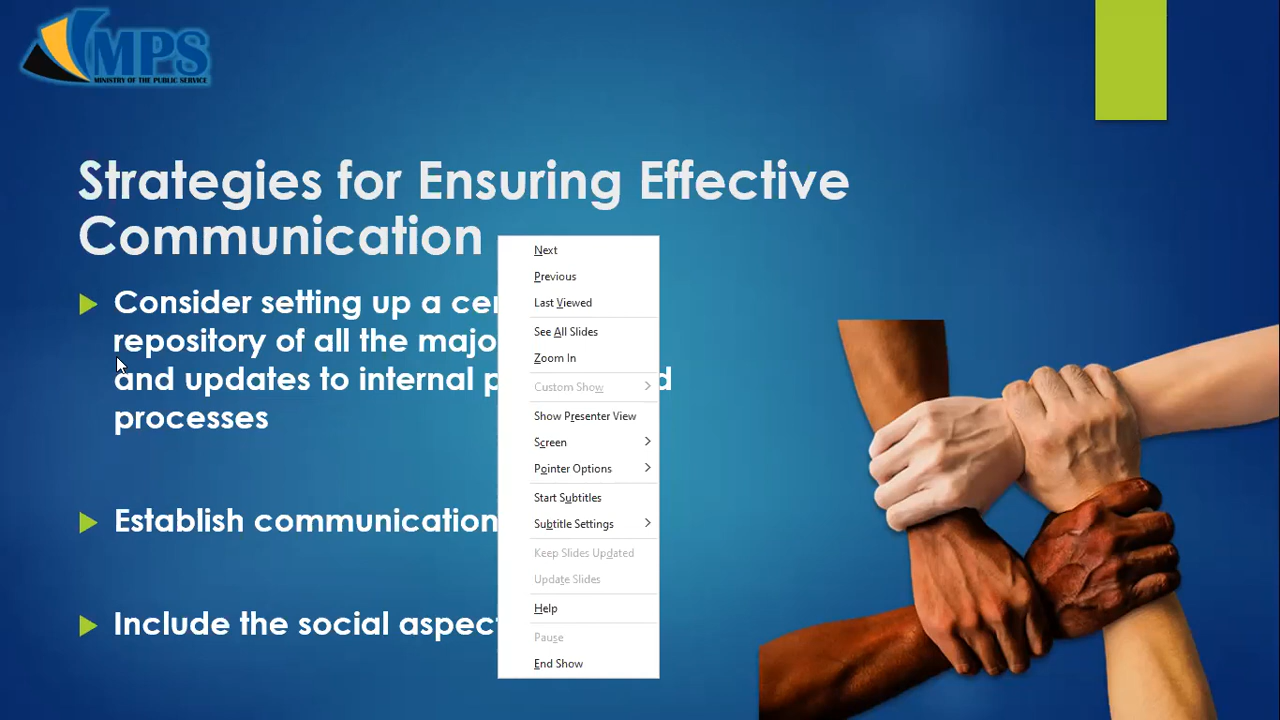 MPS
MINISTRY OF THE PUBLIC SERVICE
Strategies for Ensuring Effective
Communication
Consider setting up a
repository of all the
and updates to internal
processes
Establish communication
Include the social
Next
Previous
Last Viewed
See All Slides
Zoom In
Custom Show
Show Presenter View
Screen
Pointer Options
Start Subtitles
Subtitle Settings
Keep Slides Updated
Update Slides
Help
Pause
End Show